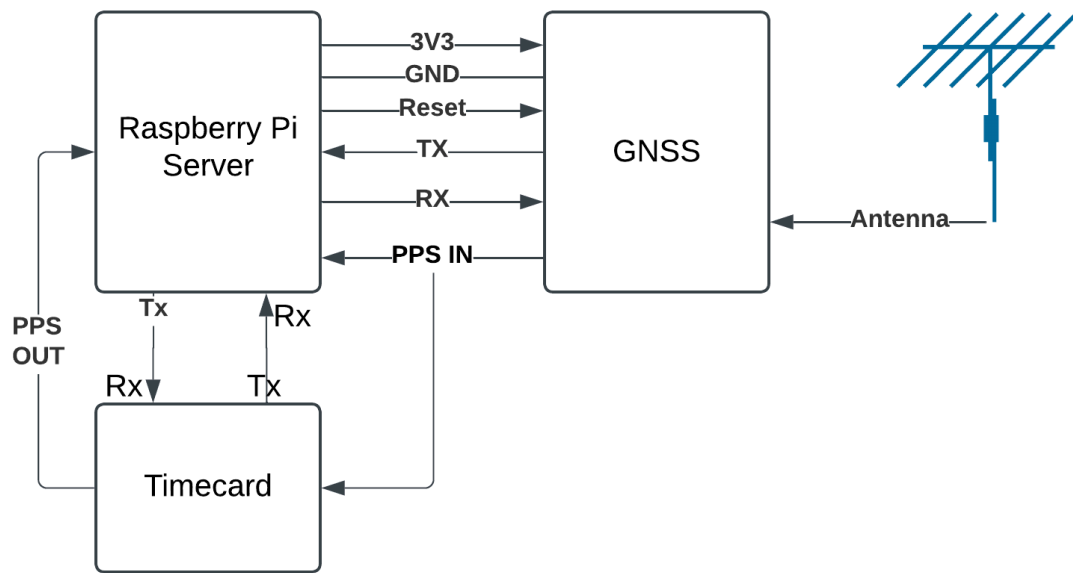 3V3
GND
Reset
Raspberry Pi
Server
TX
GNSS
RX
Antenna
PPS IN
Tx
Rx
PPS
OUT
Rx
Tx
Timecard